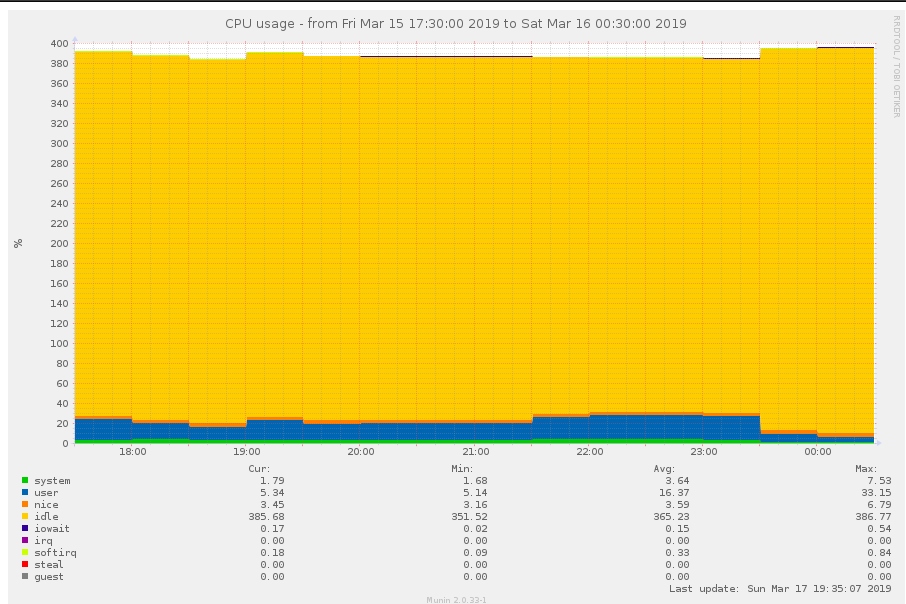 CPU usage - from Fri Mar 15 17:30:00 2019 to Sat Mar 16 00:30:00 2019
RRDTOOL / TOBI OETIKER
%
400
380
360
340
320
300
280
260
240
220
200
180
160
140
120
100
80
60
40
20
0
18:00 19:00 20:00 21:00 22:00 23:00 00:00
Cur: Min: Avg: Max:
system 1.79 1.68 3.64 7.53
user 5.34 5.14 16.37 33.15
nice 3.45 3.16 3.59 6.79
idle 385.68 351.52 365.23 386.77
iowait 0.17 0.02 0.15 0.54
irq 0.00 0.00 0.00 0.00
softirq 0.18 0.09 0.33 0.84
steal 0.00 0.00 0.00 0.00
guest 0.00 0.00 0.00 0.00
Last update: Sun Mar 17 19:35:07 2019
Munin 2.0.33-1